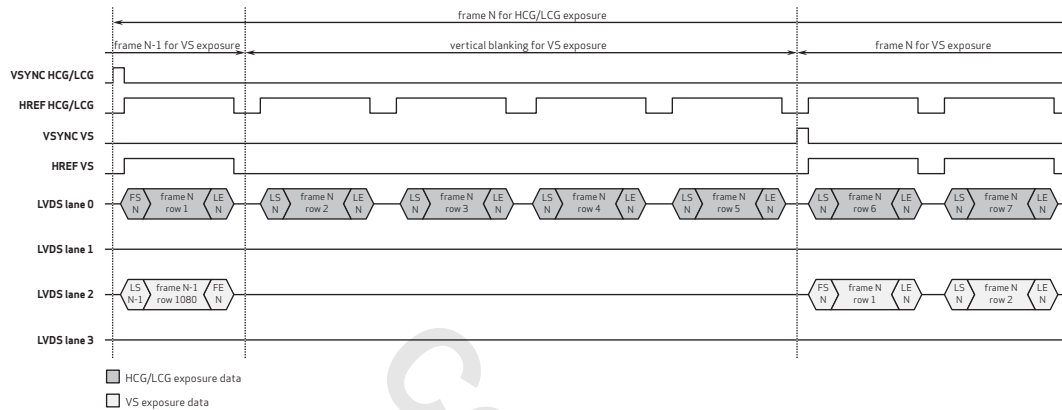 frame N for HCG/LCG exposure
frame N-1 for VS exposure vertical blanking for VS exposure frame N for VS exposure
VSYNC HCG/LCG
HREF HCG/LCG
VSYNC VS
HREF VS
LVDS lane 0
FS N frame N row 1 LE N
LS N frame N row 2 LE N
LS N frame N row 3 LE N
LS N frame N row 4 LE N
LS N frame N row 5 LE N
LS N frame N row 6 LE N
LS N frame N row 7 LE N
LVDS lane 1
LVDS lane 2
LS N-1 frame N-1 row 1080 FE N
FS N frame N row 1 LE N
LS N frame N row 2 LE N
LVDS lane 3
HCG/LCG exposure data
VS exposure data